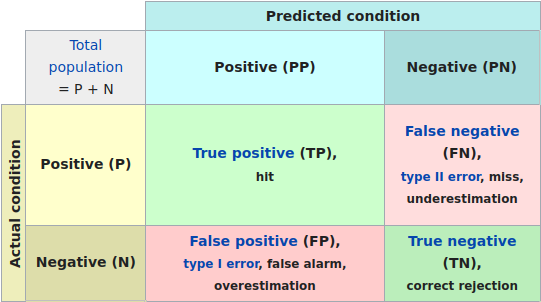 Predicted condition
Total
population
= P + N
Positive (PP)
Negative (PN)
Actual condition
Positive (P)
True positive (TP),
hit
False negative
(FN),
type II error, miss,
underestimation
Negative (N)
False positive (FP),
type I error, false alarm,
overestimation
True negative
(TN),
correct rejection